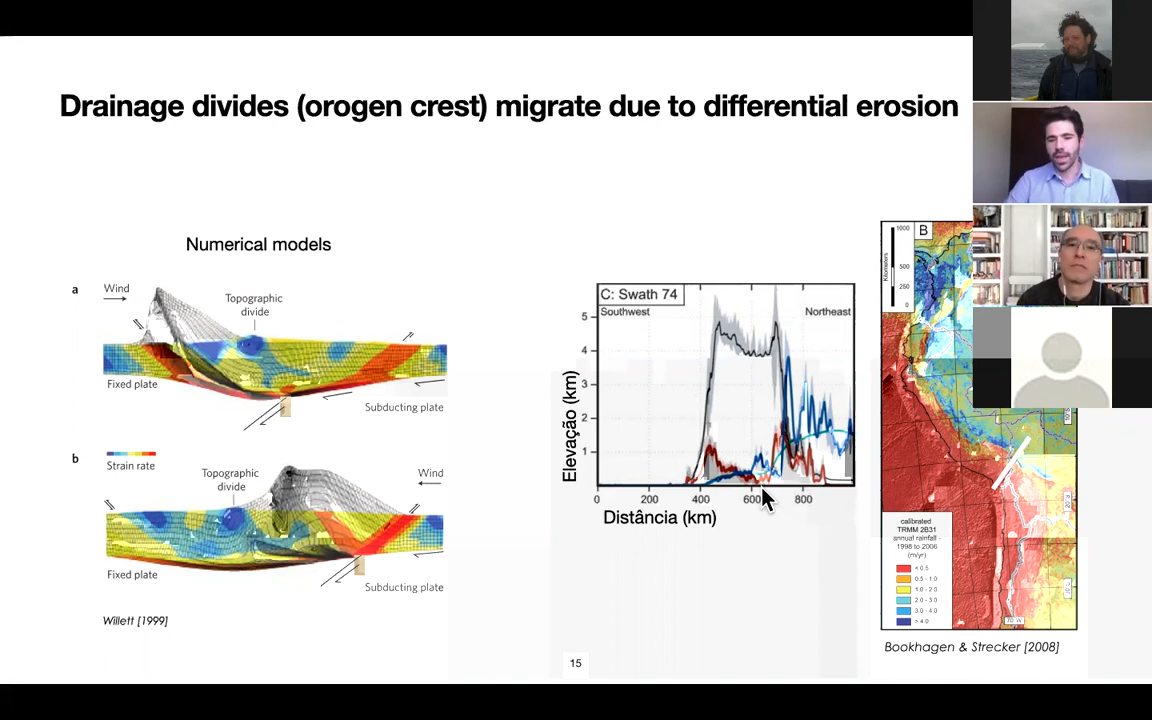 Drainage divides (orogen crest) migrate due to differential erosion
Numerical models
a
Wind
Topographic
divide
Fixed plate
Subducting plate
b
Strain rate
Topographic
divide
Wind
Fixed plate
Subducting plate
Willett [1999]
C: Swath 74
Southwest
Northeast
Elevação (km)
5
4
3
2
1
0
200
400
600
800
Distância (km)
B
Kilometers
1000
500
250
0
calibrated
TRMM 2B31
annual rainfall -
1998 to 2006
(m/yr)
< 0.5
0.5 - 1.0
1.0 - 2.0
2.0 - 3.0
3.0 - 4.0
> 4.0
70°W
Bookhagen & Strecker [2008]
15